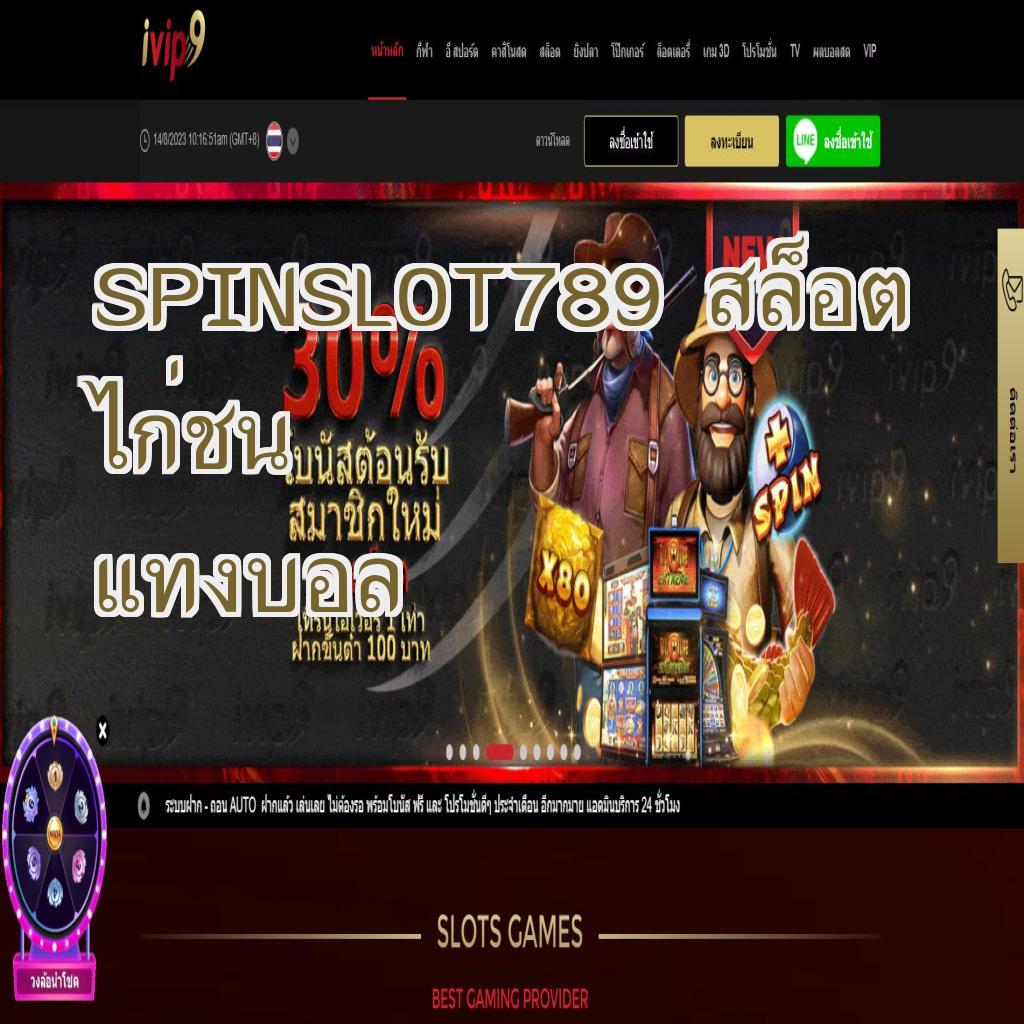 ivip9
หน้าหลัก กีฬา อีสปอร์ต คาสิโนสด สล็อต ยิงปลา โป๊กเกอร์ ล็อตเตอรี่ เกม 3D โปรโมชั่น TV ผลบอลสด VIP
14/8/2023 10:16:51am (GMT+8)
ดาวน์โหลด ลงชื่อเข้าใช้ ลงทะเบียน LINE ลงชื่อเข้าใช้
NEW
SPINSLOT789 สล็อต
30%
ไก่ชน
โบนัสต้อนรับ
สมาชิกใหม่
แทงบอล
เทิร์นโอเวอร์ 1 เท่า
ฝากขั้นต่ำ 100 บาท
+
SPIN
X80
EXTREME
ติดต่อเรา
X
ระบบฝาก - ถอน AUTO ฝากแล้ว เล่นเลย ไม่ต้องรอ พร้อมโบนัส ฟรี และ โปรโมชั่นดีๆ ประจำเดือน อีกมากมาย แอดมินบริการ 24 ชั่วโมง
SLOTS GAMES
วงล้อนำโชค
BEST GAMING PROVIDER